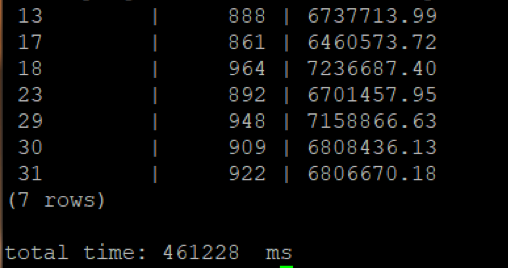 13 | 888 | 6737713.99
17 | 861 | 6460573.72
18 | 964 | 7236687.40
23 | 892 | 6701457.95
29 | 948 | 7158866.63
30 | 909 | 6808436.13
31 | 922 | 6806670.18
(7 rows)
total time: 461228 ms